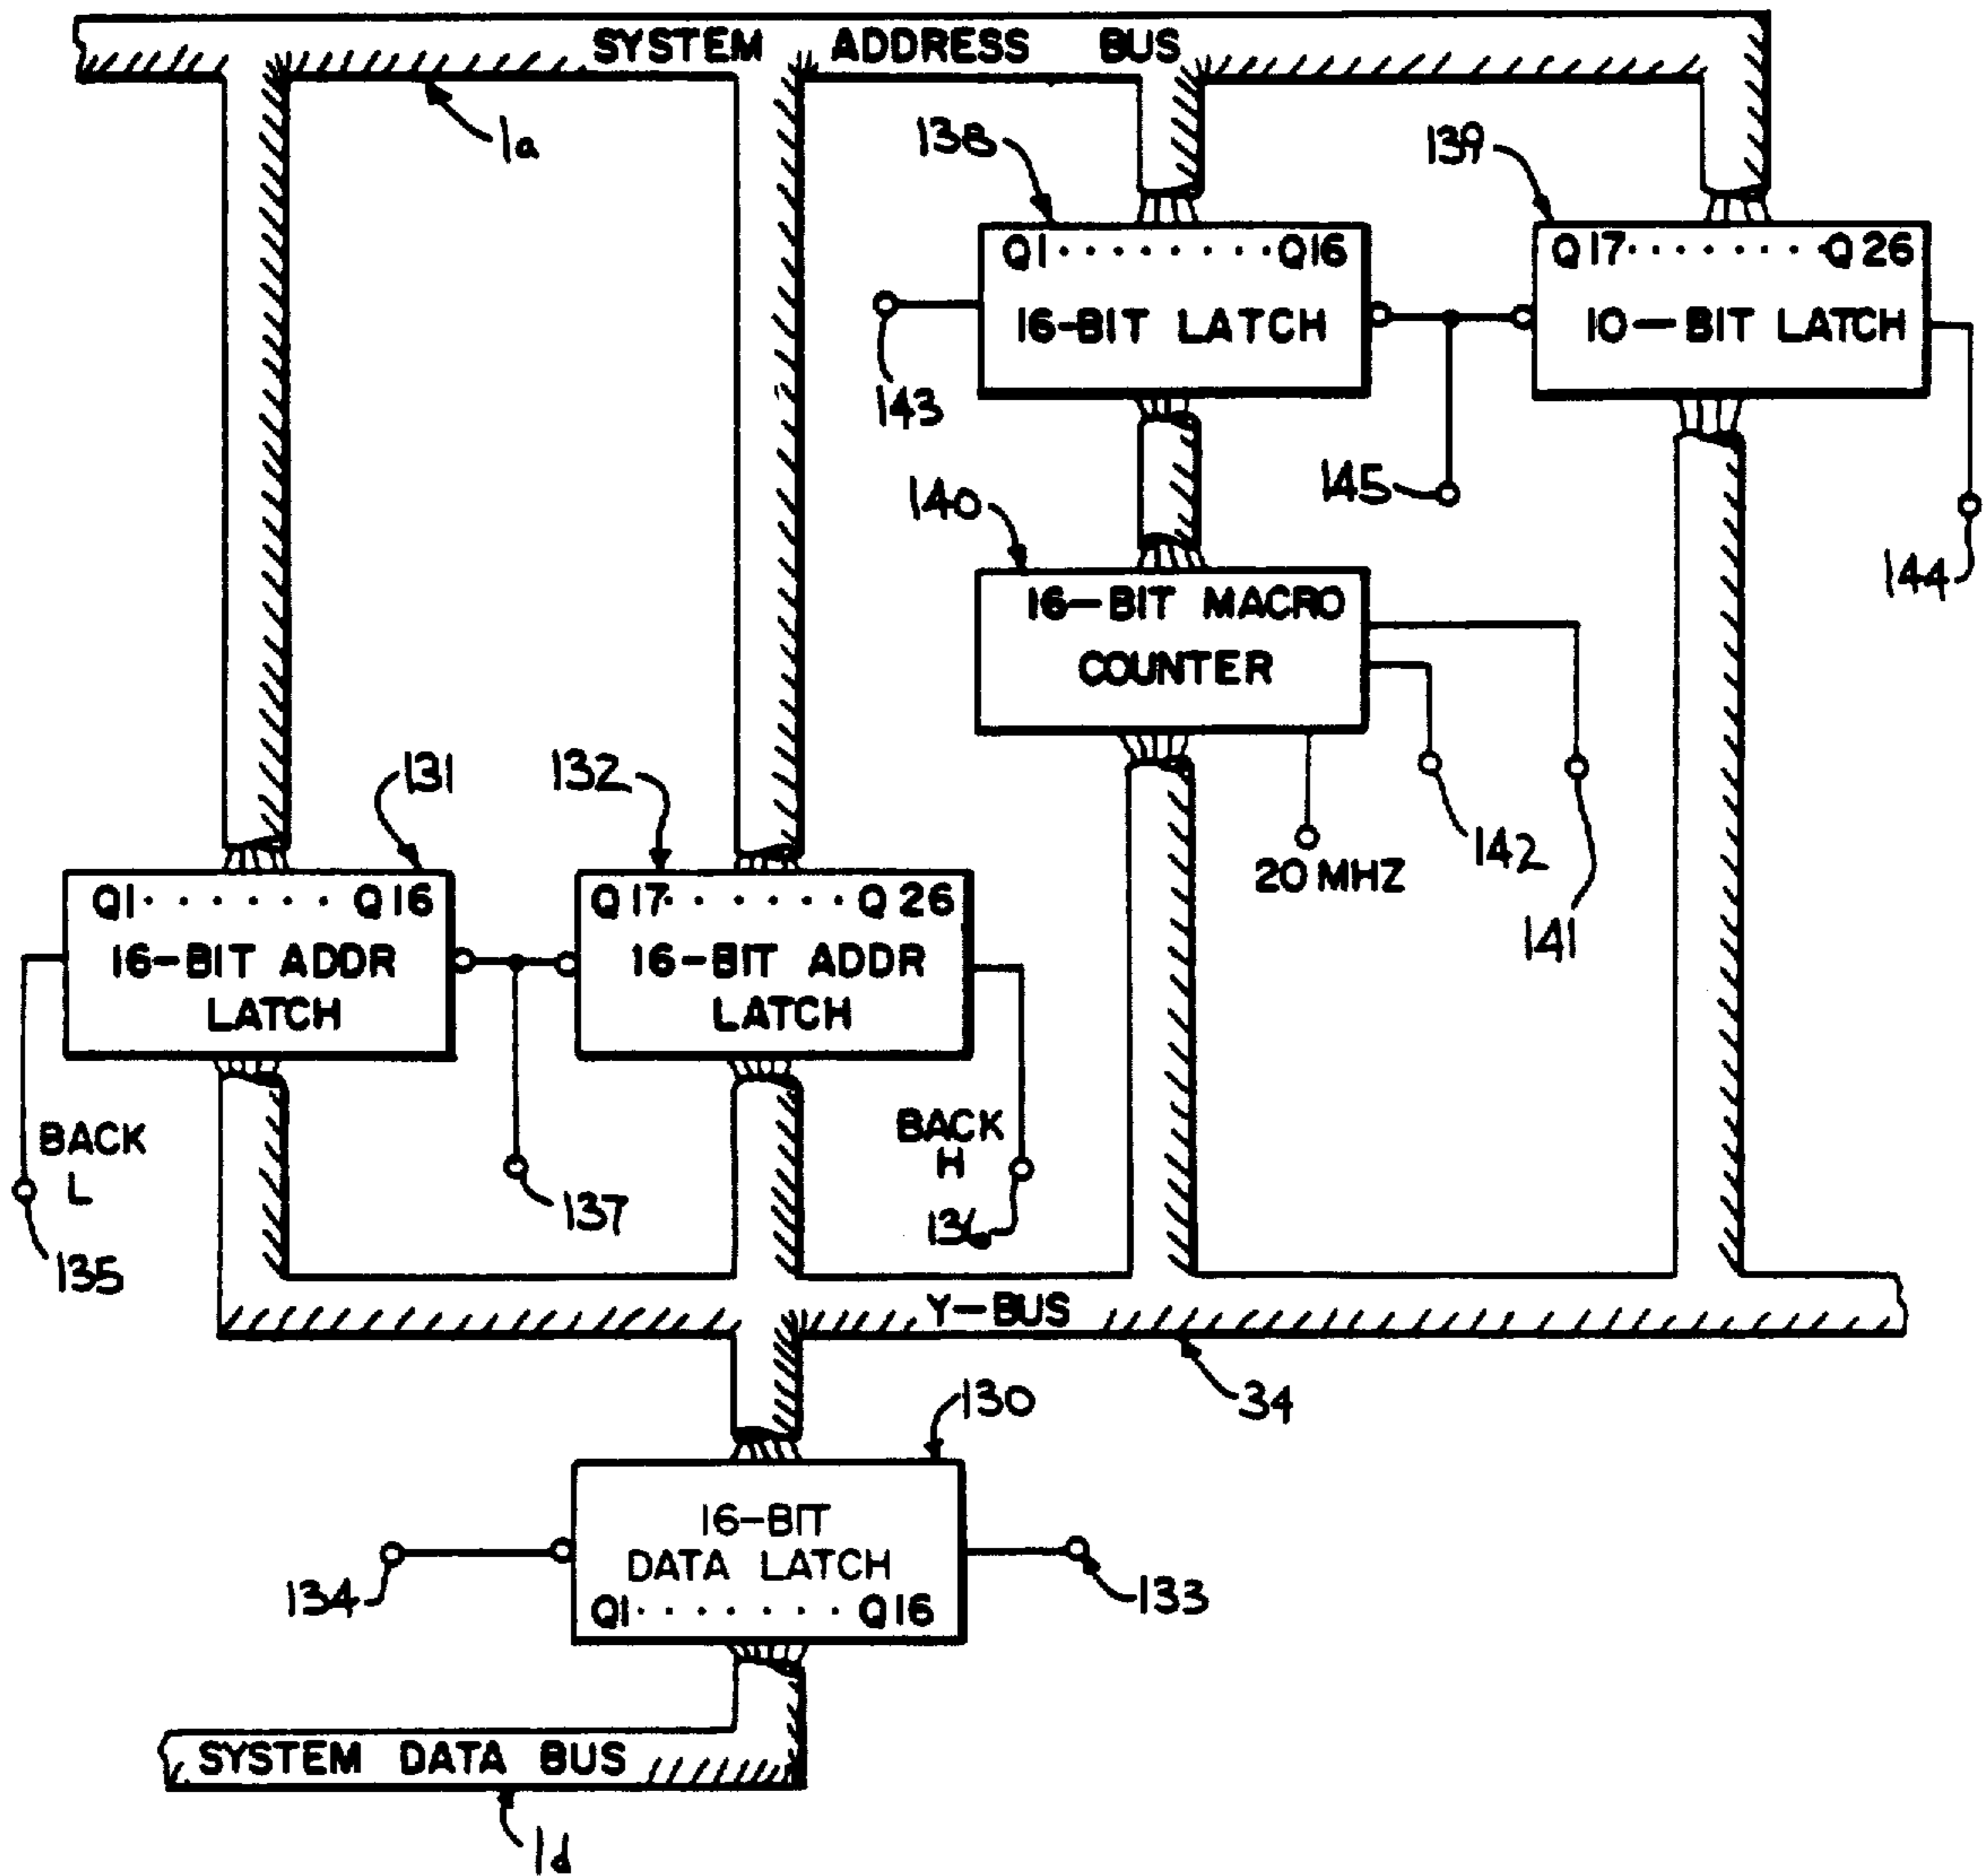 SYSTEM ADDRESS BUS
1a
138
139
Q1········Q16
16-BIT LATCH
Q17·······Q26
10-BIT LATCH
143
145
144
140
16-BIT MACRO
COUNTER
142
141
20 MHZ
131
132
Q1······Q16
16-BIT ADDR
LATCH
Q17······Q26
16-BIT ADDR
LATCH
BACK
L
135
137
BACK
H
Y-BUS
34
130
16-BIT
DATA LATCH
Q1·······Q16
134
133
SYSTEM DATA BUS
1d